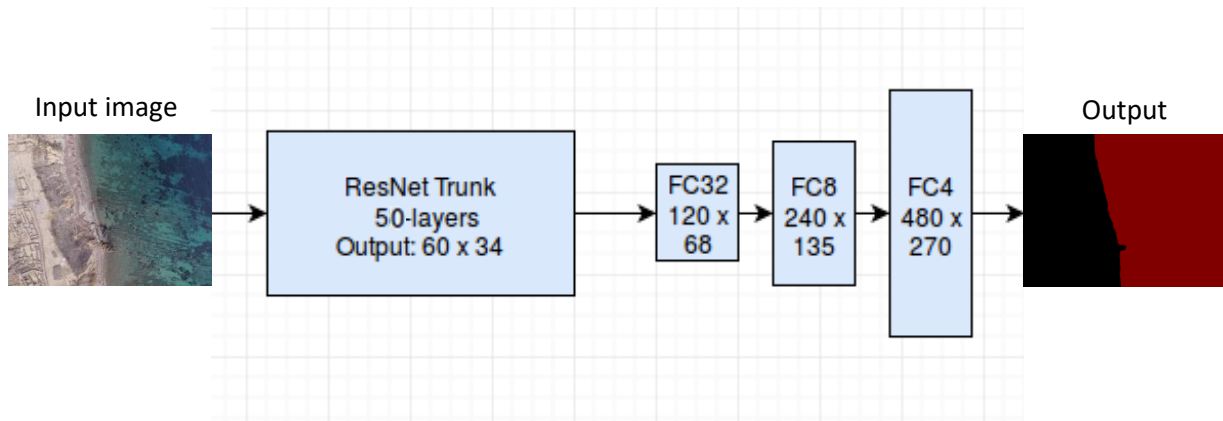 Input image
ResNet Trunk
50-layers
Output: 60 x 34
FC32
120 x
68
FC8
240 x
135
FC4
480 x
270
Output